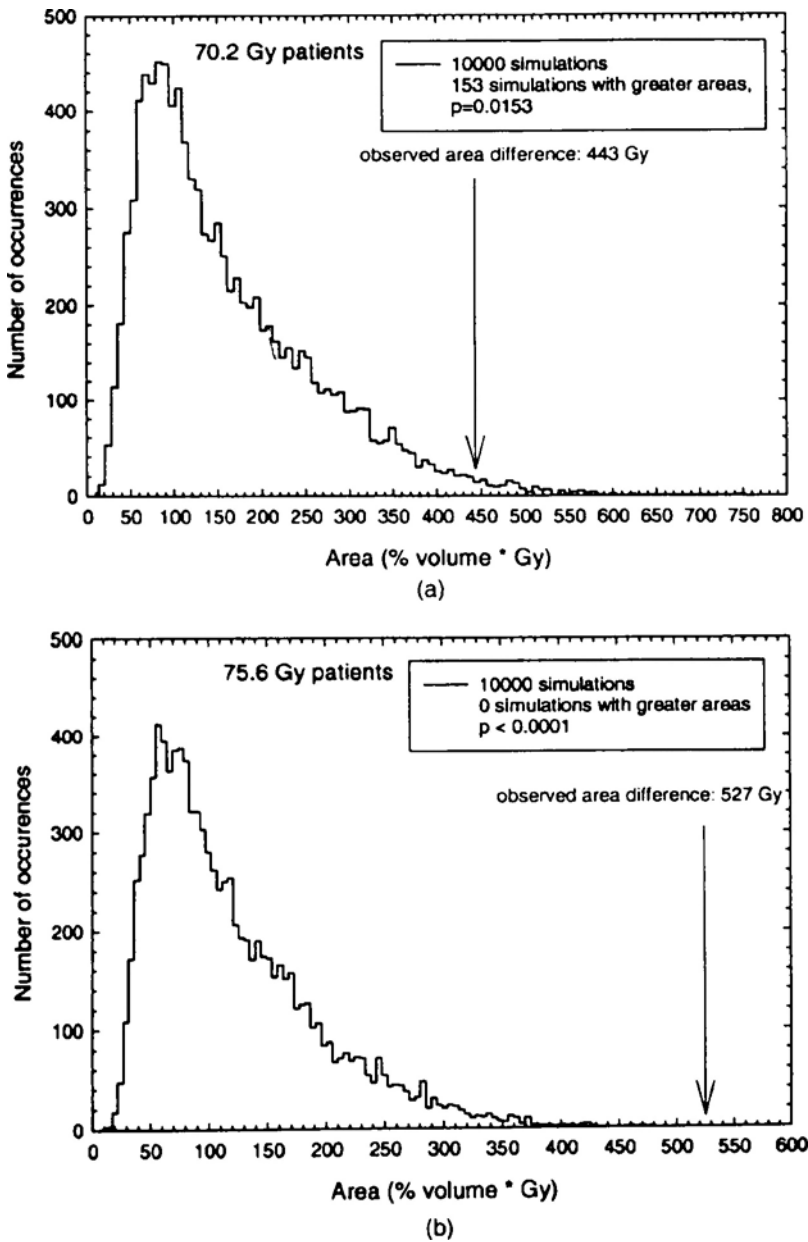 70.2 Gy patients
10000 simulations
153 simulations with greater areas,
p=0.0153
observed area difference: 443 Gy
Number of occurrences
500
400
300
200
100
0
0 50 100 150 200 250 300 350 400 450 500 550 600 650 700 750 800
Area (% volume * Gy)
(a)
75.6 Gy patients
10000 simulations
0 simulations with greater areas
p < 0.0001
observed area difference: 527 Gy
Number of occurences
500
400
300
200
100
0
0 50 100 150 200 250 300 350 400 450 500 550 600
Area (% volume * Gy)
(b)